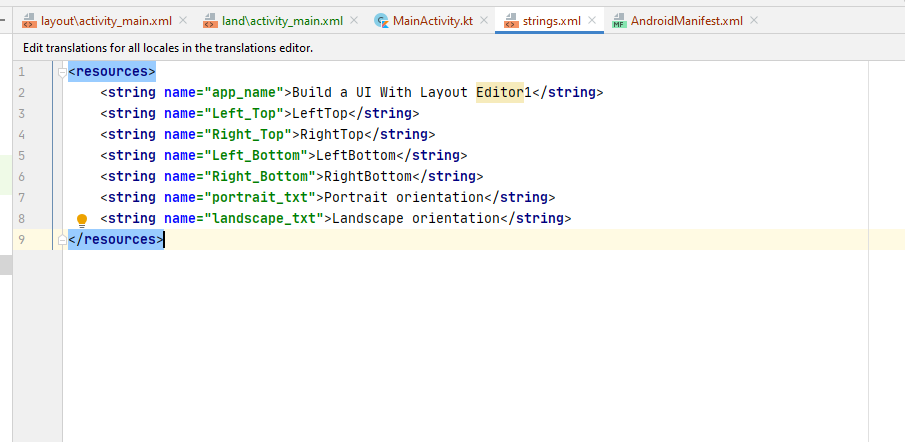 layout\activity_main.xml land\activity_main.xml MainActivity.kt strings.xml MF AndroidManifest.xml
Edit translations for all locales in the translations editor.
1 <resources>
2 <string name="app_name">Build a UI With Layout Editor1</string>
3 <string name="Left_Top">LeftTop</string>
4 <string name="Right_Top">RightTop</string>
5 <string name="Left_Bottom">LeftBottom</string>
6 <string name="Right_Bottom">RightBottom</string>
7 <string name="portrait_txt">Portrait orientation</string>
8 <string name="landscape_txt">Landscape orientation</string>
9 </resources>